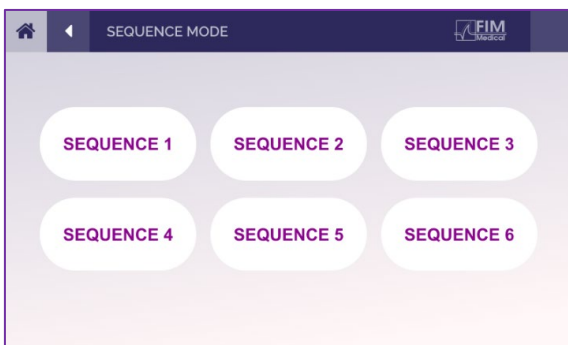 SEQUENCE MODE
FIM
Medical
SEQUENCE 1 SEQUENCE 2 SEQUENCE 3
SEQUENCE 4 SEQUENCE 5 SEQUENCE 6